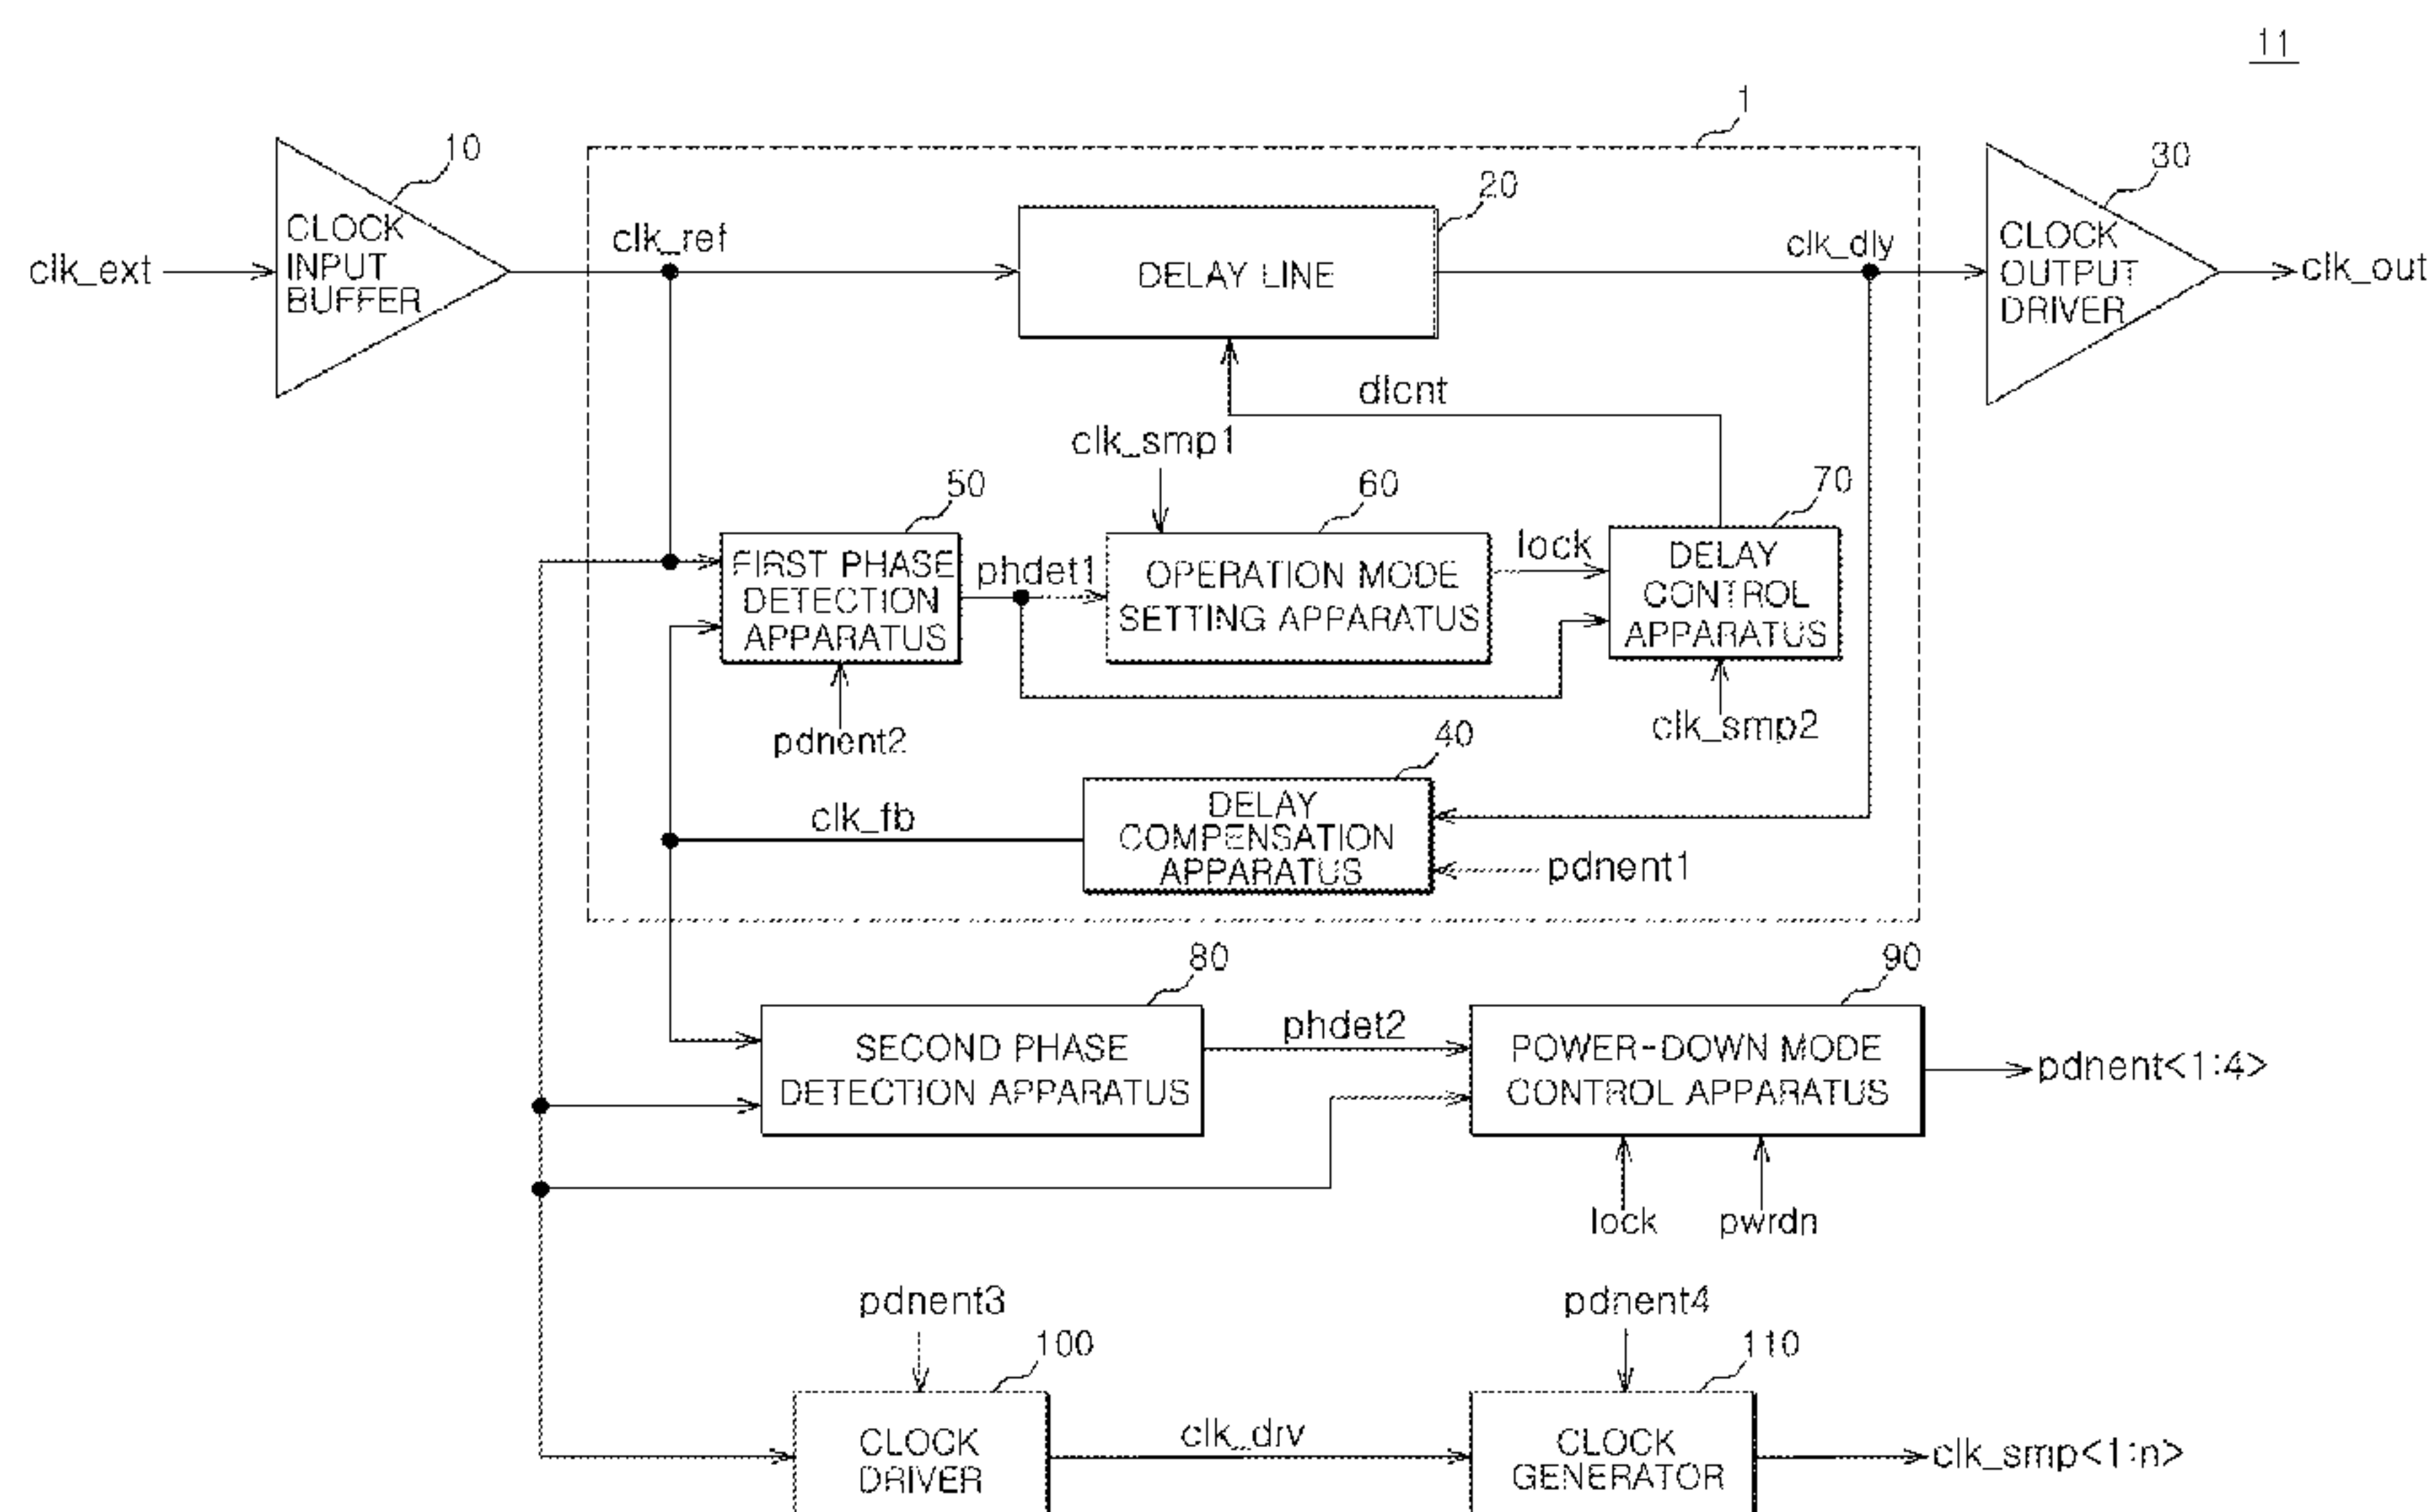 11
1
10
CLOCK
INPUT
BUFFER
clk_ext
clk_ref
20
DELAY LINE
clk_dly
30
CLOCK
OUTPUT
DRIVER
clk_out
dlcnt
clk_smp1
50
FIRST PHASE
DETECTION
APPARATUS
phdet1
60
OPERATION MODE
SETTING APPARATUS
lock
70
DELAY
CONTROL
APPARATUS
pdnent2
clk_smp2
40
DELAY
COMPENSATION
APPARATUS
clk_fb
pdnent1
80
SECOND PHASE
DETECTION APPARATUS
phdet2
90
POWER-DOWN MODE
CONTROL APPARATUS
pdnent<1:4>
lock
pwrdn
pdnent3
100
CLOCK
DRIVER
clk_drv
pdnent4
110
CLOCK
GENERATOR
clk_smp<1:n>